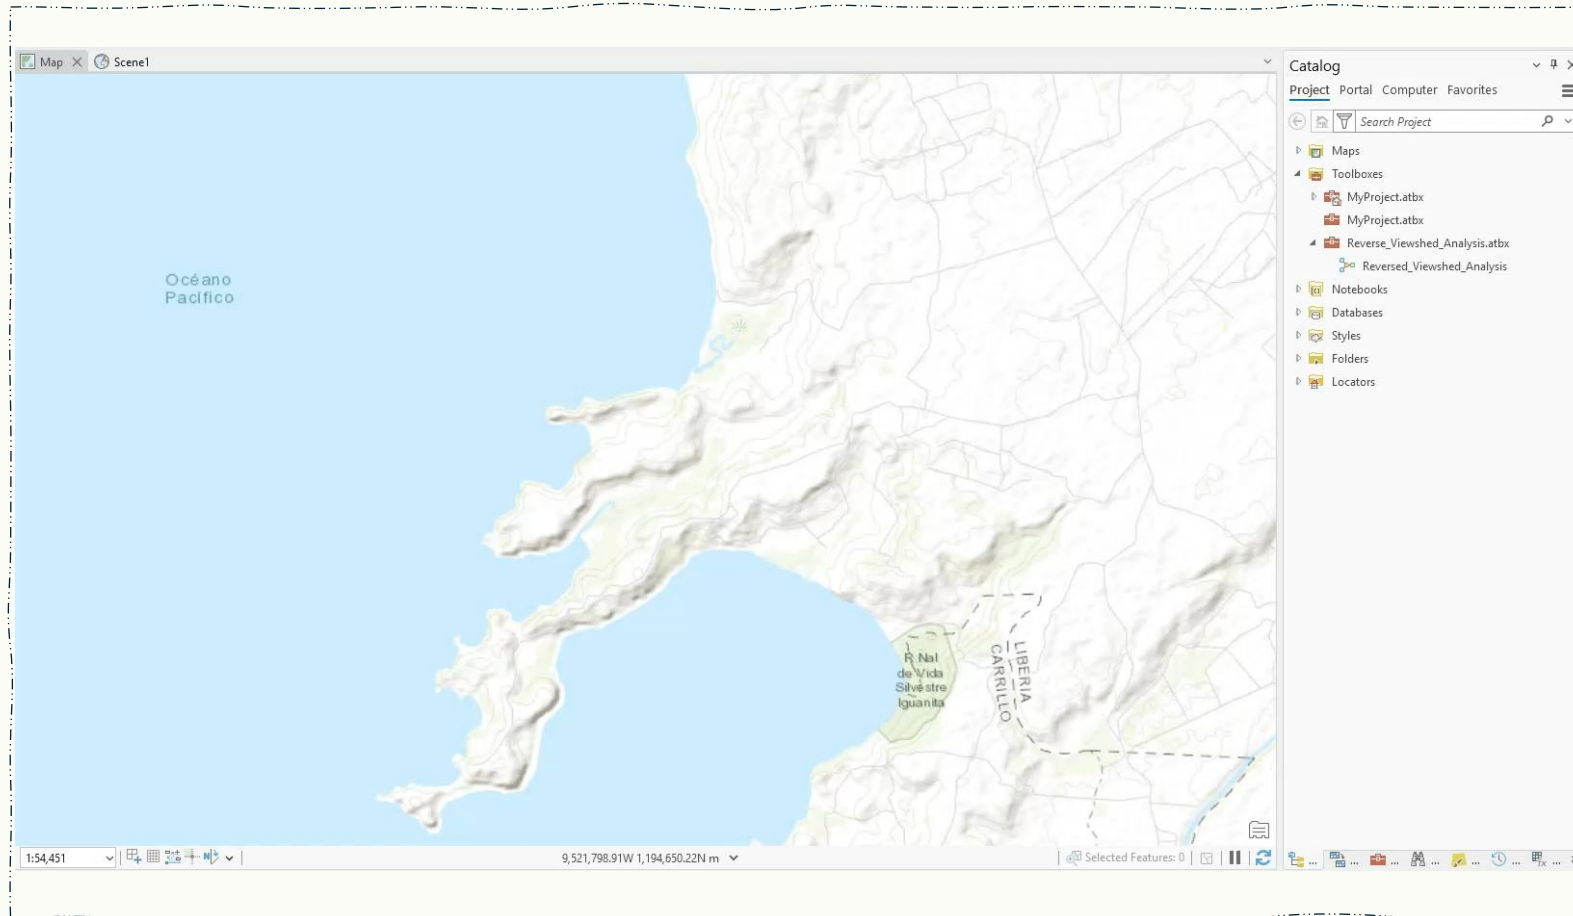 Map
Scene1
Catalog
Project Portal Computer Favorites
Search Project
Maps
Toolboxes
MyProject.atbx
MyProject.atbx
Reverse_Viewshed_Analysis.atbx
Reversed_Viewshed_Analysis
Notebooks
Databases
Styles
Folders
Locators
Océano
Pacífico
R Nal
de Vida
Silvestre
Iguanita
LIBERIA
CARRILLO
1:54,451
9,521,798.91W 1,194,650.22N m
Selected Features: 0